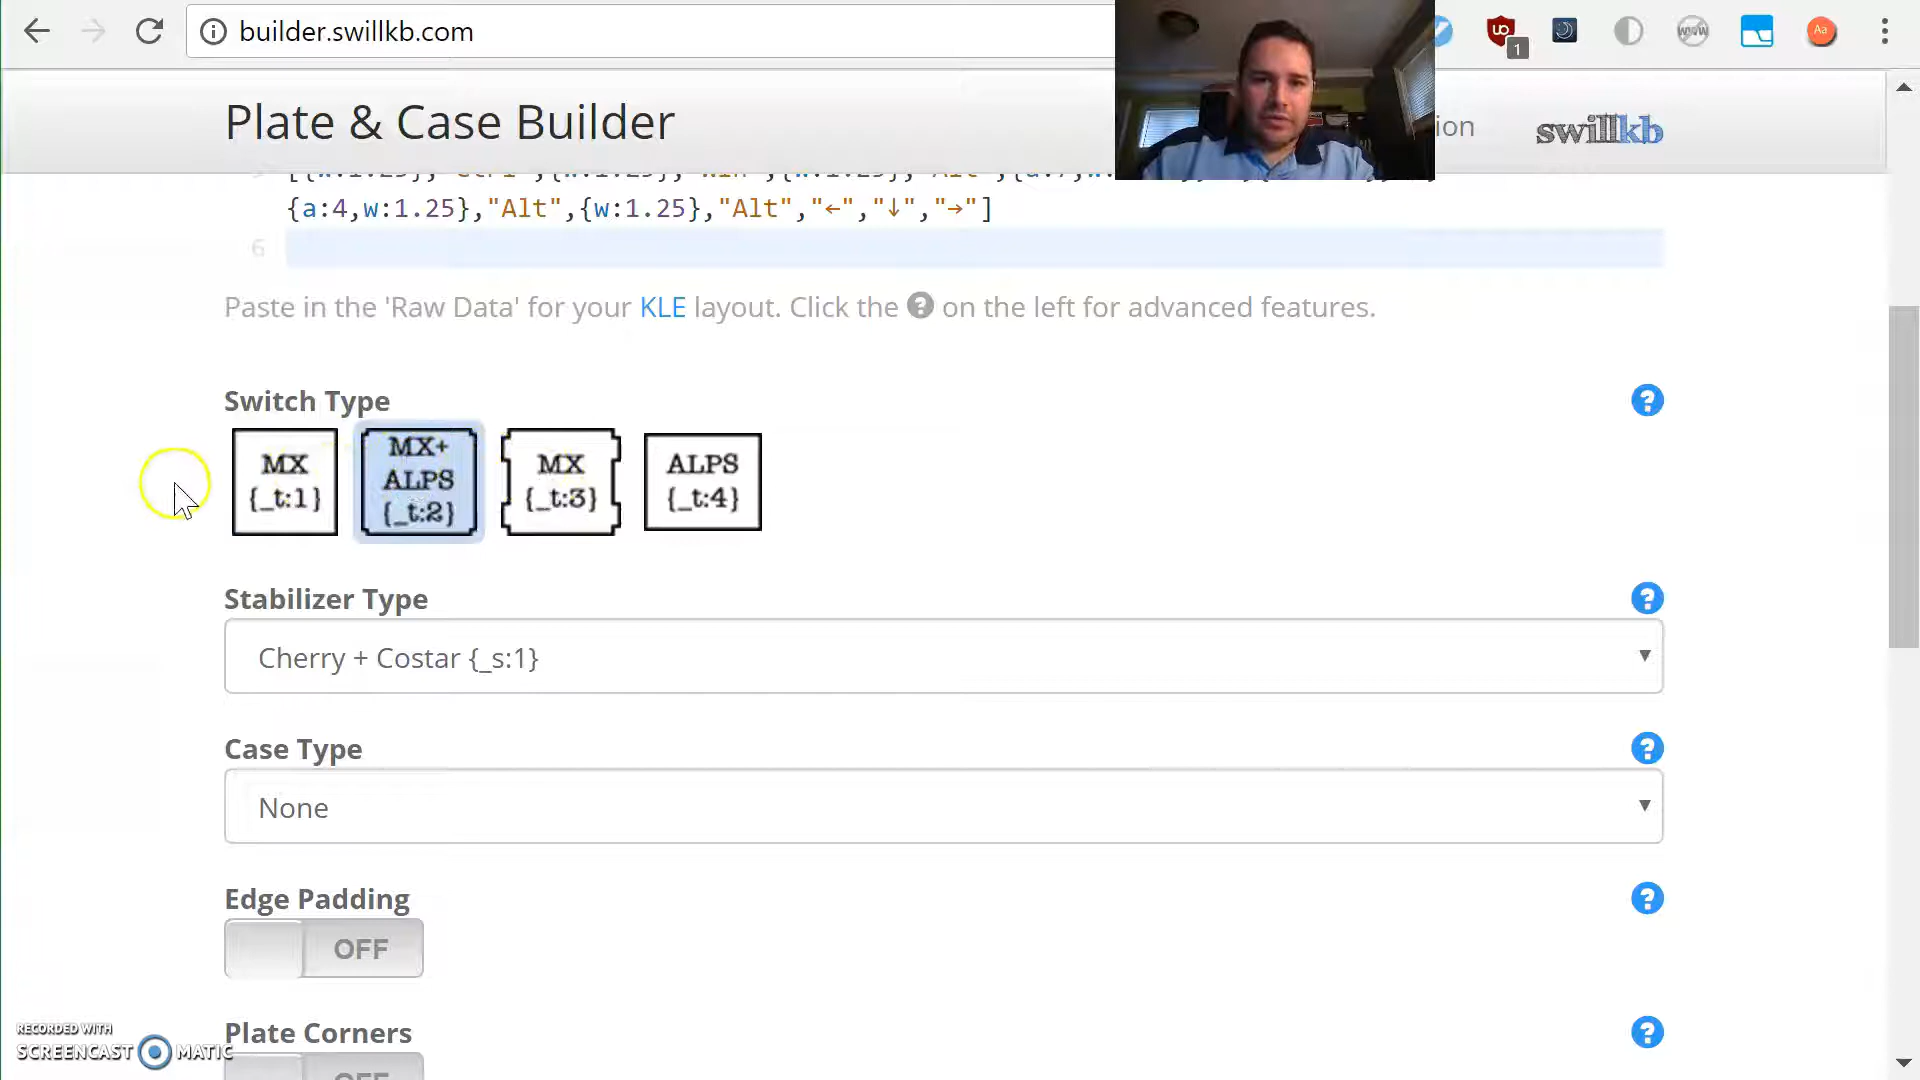 builder.swillkb.com
1
Aa
Plate & Case Builder
ion
swillkb
{a:4,w:1.25},"Alt",{w:1.25},"Alt","←","↓","→"]
6
Paste in the 'Raw Data' for your KLE layout. Click the ? on the left for advanced features.
Switch Type
?
MX
{_t:1}
MX+
ALPS
{_t:2}
MX
{_t:3}
ALPS
{_t:4}
Stabilizer Type
?
Cherry + Costar {_s:1}
Case Type
?
None
Edge Padding
?
OFF
RECORDED WITH
SCREENCAST MATIC
Plate Corners
?
OFF